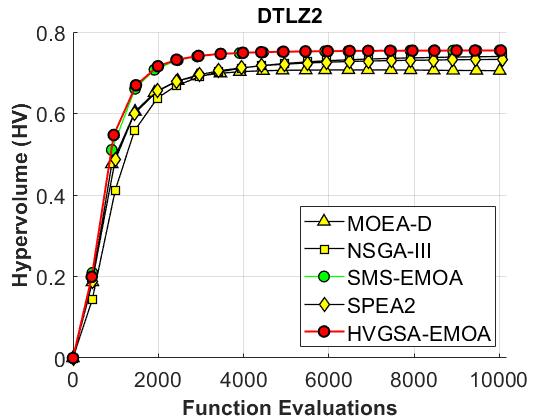 DTLZ2
0.8
0.6
0.4
0.2
0
Hypervolume (HV)
MOEA-D
NSGA-III
SMS-EMOA
SPEA2
HVGSA-EMOA
0 2000 4000 6000 8000 10000
Function Evaluations